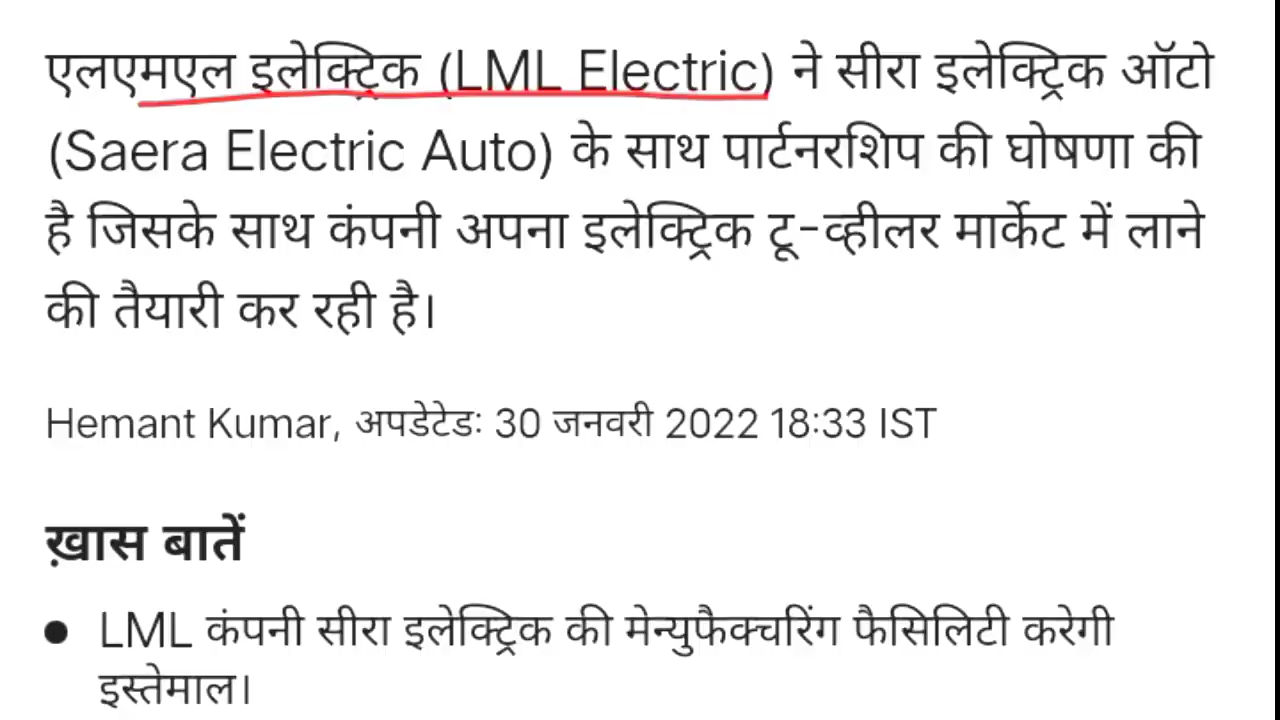 एलएमएल इलेक्ट्रिक (LML Electric) ने सीरा इलेक्ट्रिक ऑटो
(Saera Electric Auto) के साथ पार्टनरशिप की घोषणा की
है जिसके साथ कंपनी अपना इलेक्ट्रिक टू-व्हीलर मार्केट में लाने
की तैयारी कर रही है।
Hemant Kumar, अपडेटेड: 30 जनवरी 2022 18:33 IST
ख़ास बातें
● LML कंपनी सीरा इलेक्ट्रिक की मेन्युफैक्चरिंग फैसिलिटी करेगी
इस्तेमाल।